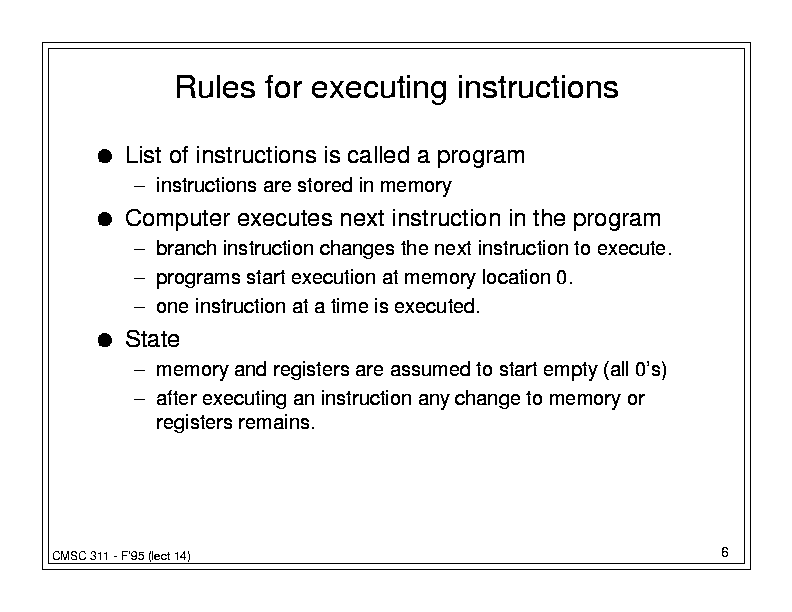 Rules for executing instructions
● List of instructions is called a program
– instructions are stored in memory
● Computer executes next instruction in the program
– branch instruction changes the next instruction to execute.
– programs start execution at memory location 0.
– one instruction at a time is executed.
● State
– memory and registers are assumed to start empty (all 0's)
– after executing an instruction any change to memory or
registers remains.
CMSC 311 - F'95 (lect 14)
6